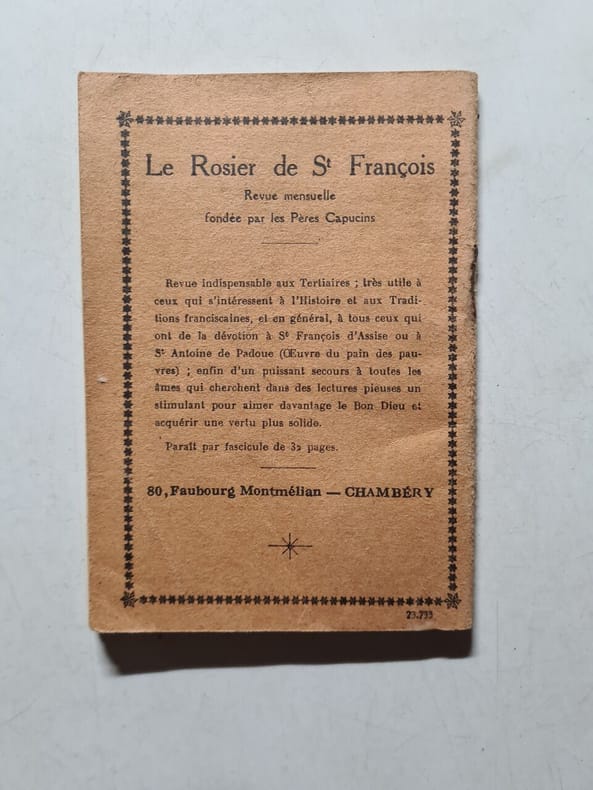 Le Rosier de Sᵗ François
Revue mensuelle
fondée par les Pères Capucins
Revue indispensable aux Tertiaires ; très utile à
ceux qui s'intéressent à l'Histoire et aux Tradi-
tions franciscaines, et en général, à tous ceux qui
ont de la dévotion à Sᵗ François d'Assise ou à
Sᵗ Antoine de Padoue (Œuvre du pain des pau-
vres) ; enfin d'un puissant secours à toutes les
âmes qui cherchent dans des lectures pieuses un
stimulant pour aimer davantage le Bon Dieu et
acquérir une vertu plus solide.
Paraît par fascicule de 32 pages.
80, Faubourg Montmélian — CHAMBÉRY
23.733